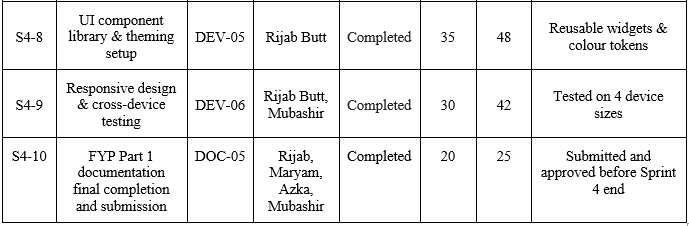 S4-8 UI component library & theming setup DEV-05 Rijab Butt Completed 35 48 Reusable widgets & colour tokens
S4-9 Responsive design & cross-device testing DEV-06 Rijab Butt, Mubashir Completed 30 42 Tested on 4 device sizes
S4-10 FYP Part 1 documentation final completion and submission DOC-05 Rijab, Maryam, Azka, Mubashir Completed 20 25 Submitted and approved before Sprint 4 end